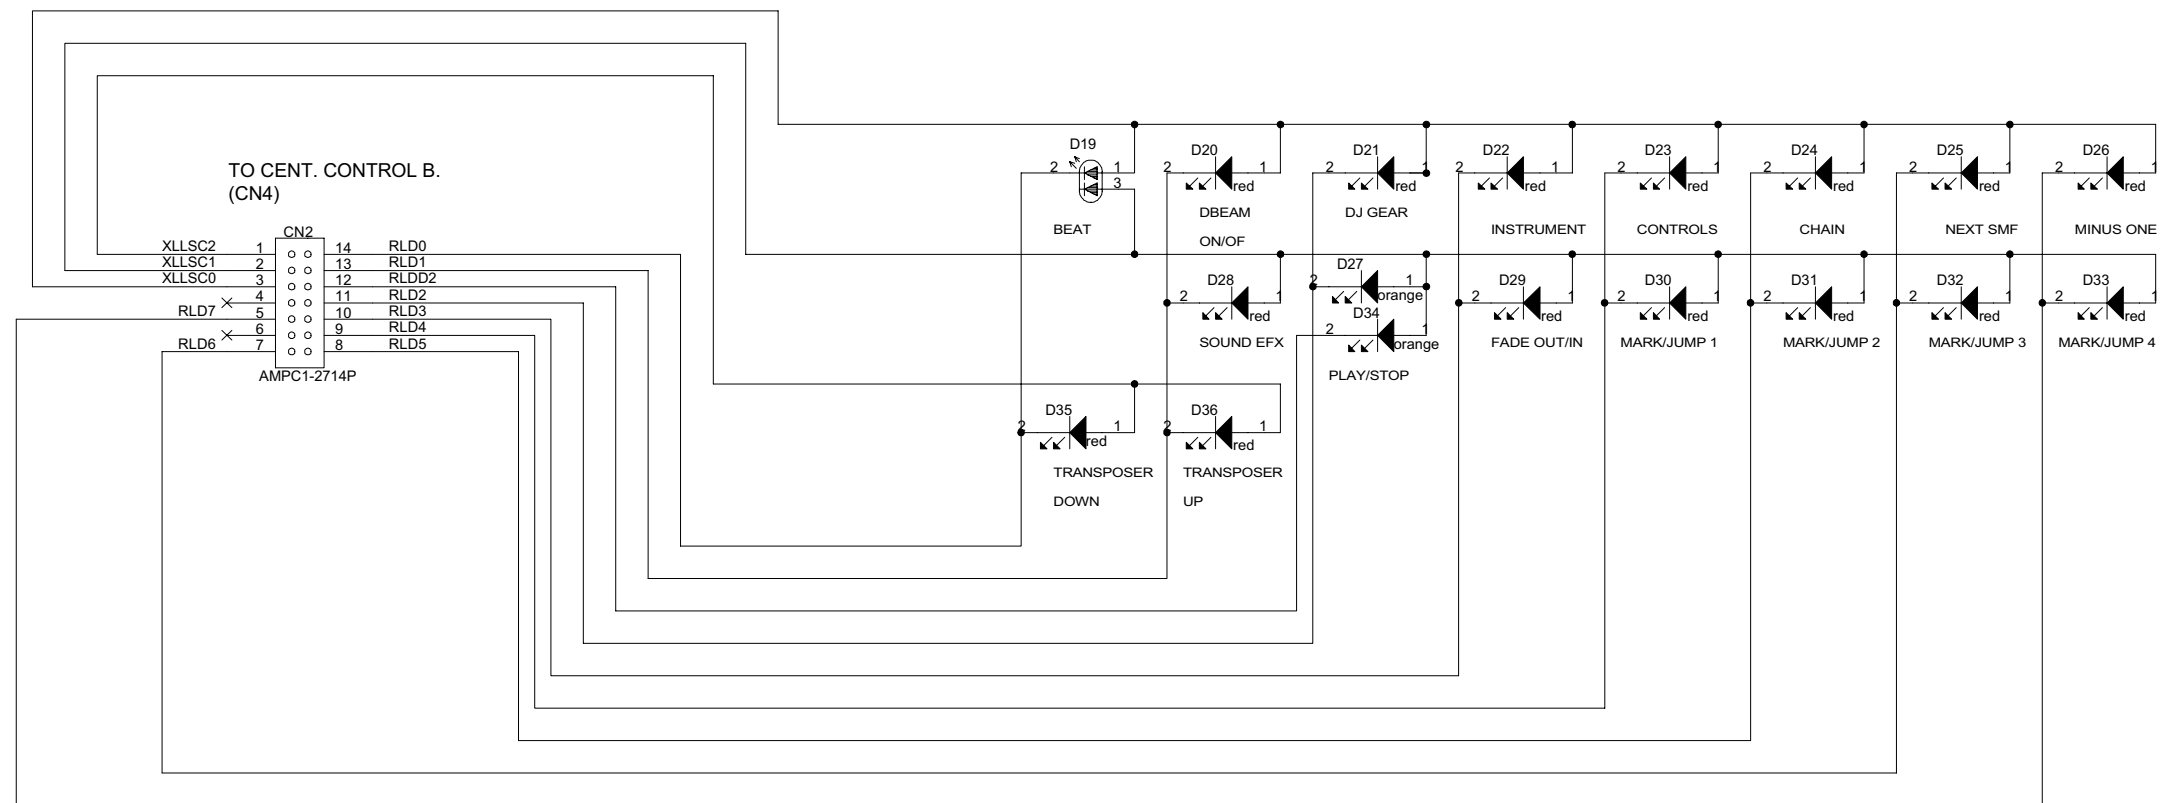 TO CENT. CONTROL B.
(CN4)
CN2
XLLSC2 1 14 RLD0
XLLSC1 2 13 RLD1
XLLSC0 3 12 RLDD2
4 11 RLD2
RLD7 5 10 RLD3
6 9 RLD4
RLD6 7 8 RLD5
AMPC1-2714P
D19 D20 D21 D22 D23 D24 D25 D26
2 1 2 1 2 1 2 1 2 1 2 1 2 1 2 1
3 red red red red red red red
BEAT
DBEAM
ON/OF
DJ GEAR
INSTRUMENT
CONTROLS
CHAIN
NEXT SMF
MINUS ONE
D27
2 1
orange
D28 D29 D30 D31 D32 D33
2 1 2 1 2 1 2 1 2 1 2 1
red red red red red red
D34
2 1
orange
SOUND EFX
PLAY/STOP
FADE OUT/IN
MARK/JUMP 1
MARK/JUMP 2
MARK/JUMP 3
MARK/JUMP 4
D35 D36
2 1 2 1
red red
TRANSPOSER
DOWN
TRANSPOSER
UP